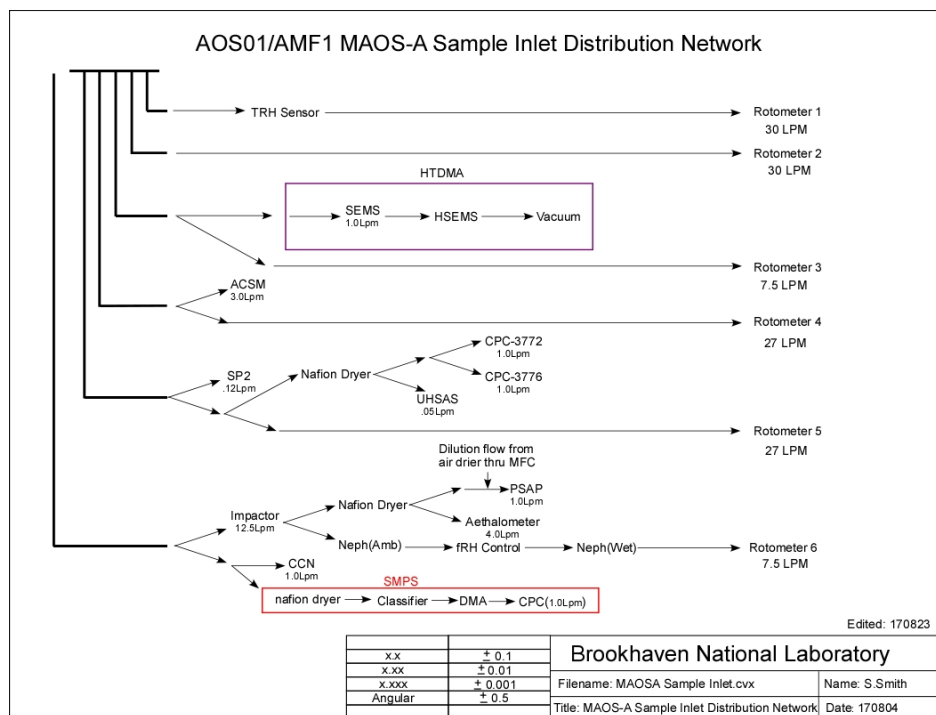 AOS01/AMF1 MAOS-A Sample Inlet Distribution Network
TRH Sensor
Rotometer 1
30 LPM
Rotometer 2
30 LPM
HTDMA
SEMS
1.0Lpm
HSEMS
Vacuum
Rotometer 3
7.5 LPM
ACSM
3.0Lpm
Rotometer 4
27 LPM
CPC-3772
1.0Lpm
SP2
.12Lpm
Nafion Dryer
CPC-3776
1.0Lpm
UHSAS
.05Lpm
Rotometer 5
27 LPM
Dilution flow from
air drier thru MFC
Nafion Dryer
PSAP
1.0Lpm
Impactor
12.5Lpm
Aethalometer
4.0Lpm
Neph(Amb)
fRH Control
Neph(Wet)
Rotometer 6
7.5 LPM
CCN
1.0Lpm
SMPS
nafion dryer
Classifier
DMA
CPC(1.0Lpm)
Edited: 170823
x.x ± 0.1
x.xx ± 0.01
x.xxx ± 0.001
Angular ± 0.5
Brookhaven National Laboratory
Filename: MAOSA Sample Inlet.cvx
Name: S.Smith
Title: MAOS-A Sample Inlet Distribution Network
Date: 170804